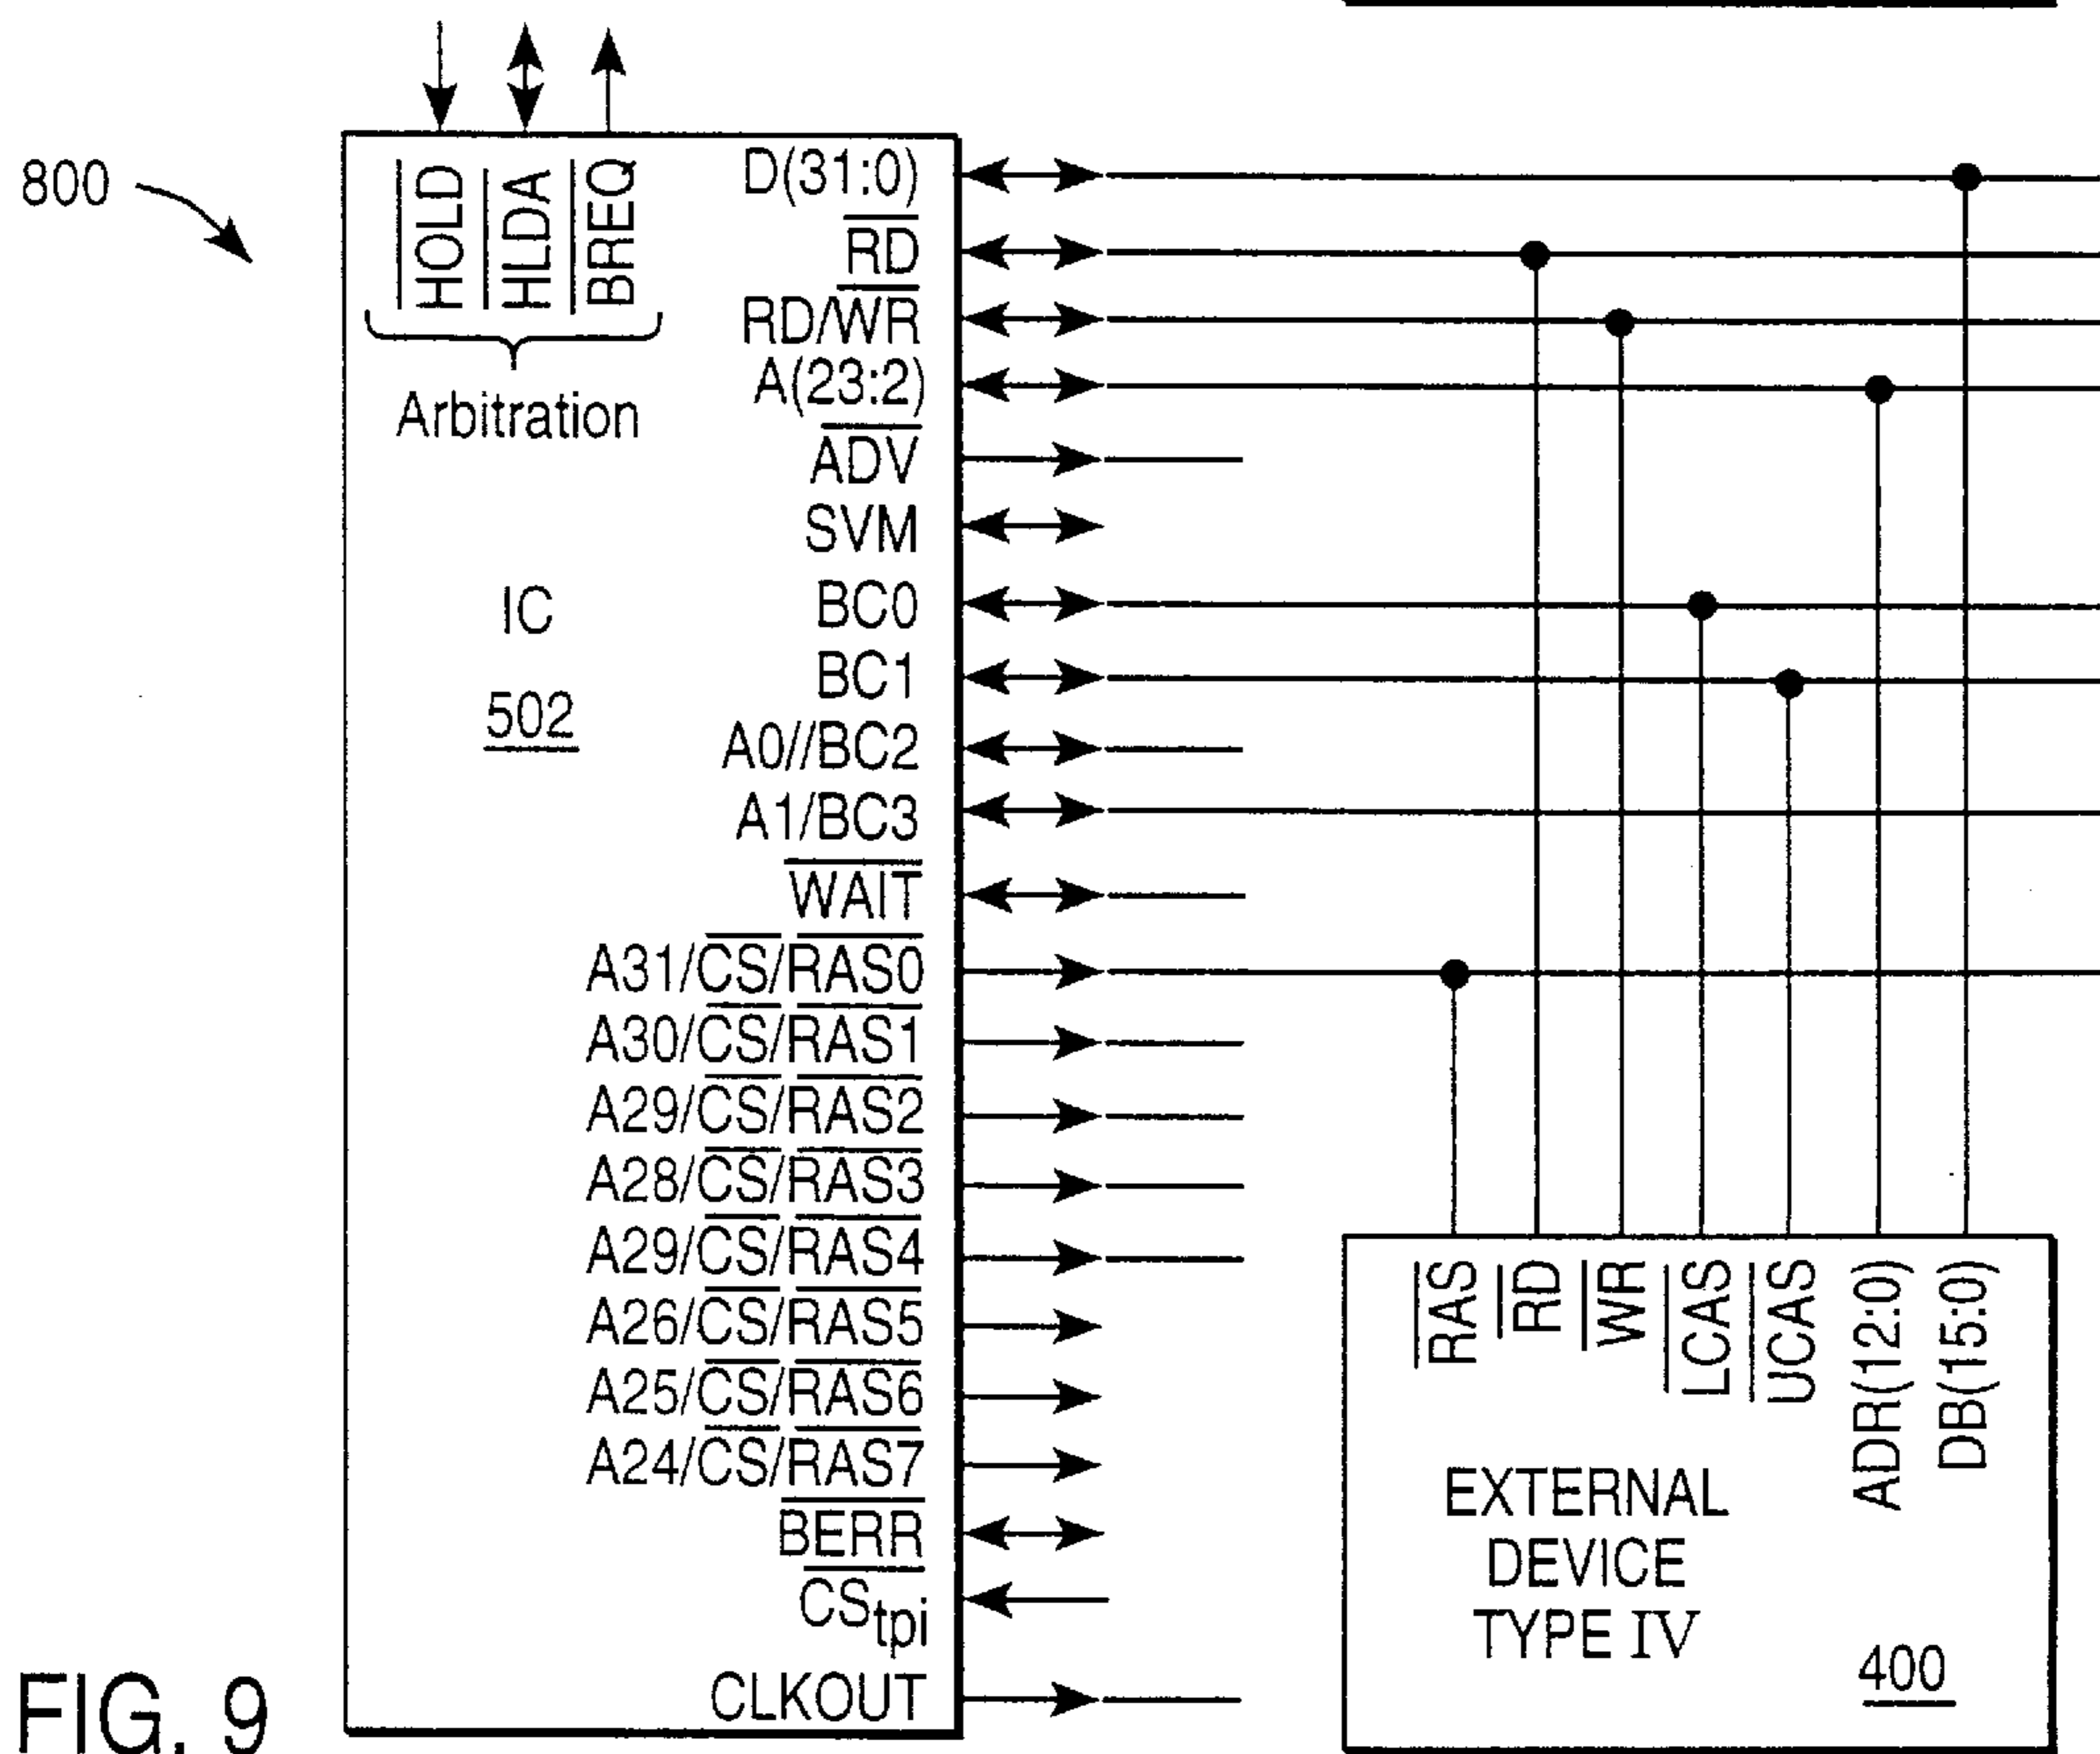 800
HOLD
HLDA
BREQ
Arbitration
IC
502
D(31:0)
RD
RD/WR
A(23:2)
ADV
SVM
BC0
BC1
A0//BC2
A1/BC3
WAIT
A31/CS/RAS0
A30/CS/RAS1
A29/CS/RAS2
A28/CS/RAS3
A29/CS/RAS4
A26/CS/RAS5
A25/CS/RAS6
A24/CS/RAS7
BERR
CStpi
CLKOUT
RAS
RD
WR
LCAS
UCAS
ADR(12:0)
DB(15:0)
EXTERNAL
DEVICE
TYPE IV
400
FIG. 9